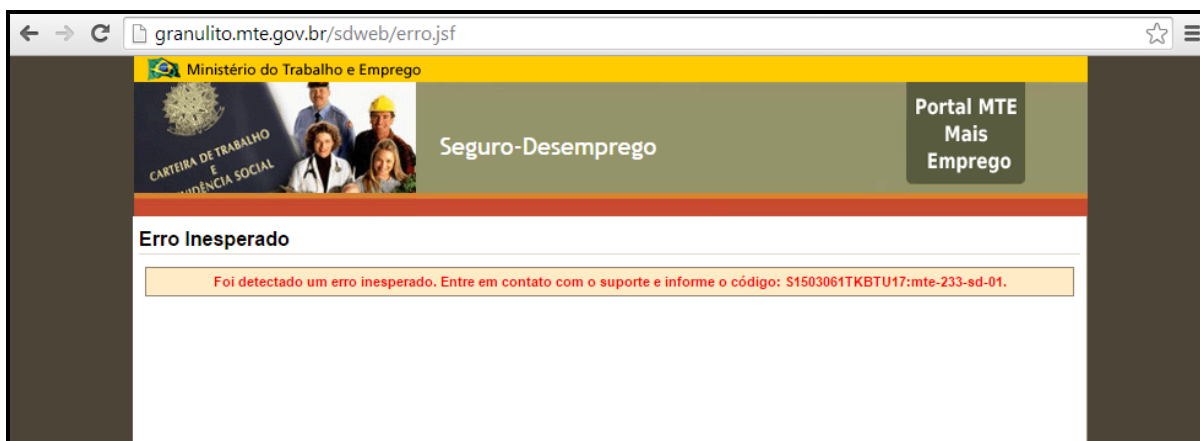 granulito.mte.gov.br/sdweb/erro.jsf
Ministério do Trabalho e Emprego
CARTEIRA DE TRABALHO
E
PREVIDÊNCIA SOCIAL
Seguro-Desemprego
Portal MTE
Mais
Emprego
Erro Inesperado
Foi detectado um erro inesperado. Entre em contato com o suporte e informe o código: S1503061TKBTU17:mte-233-sd-01.